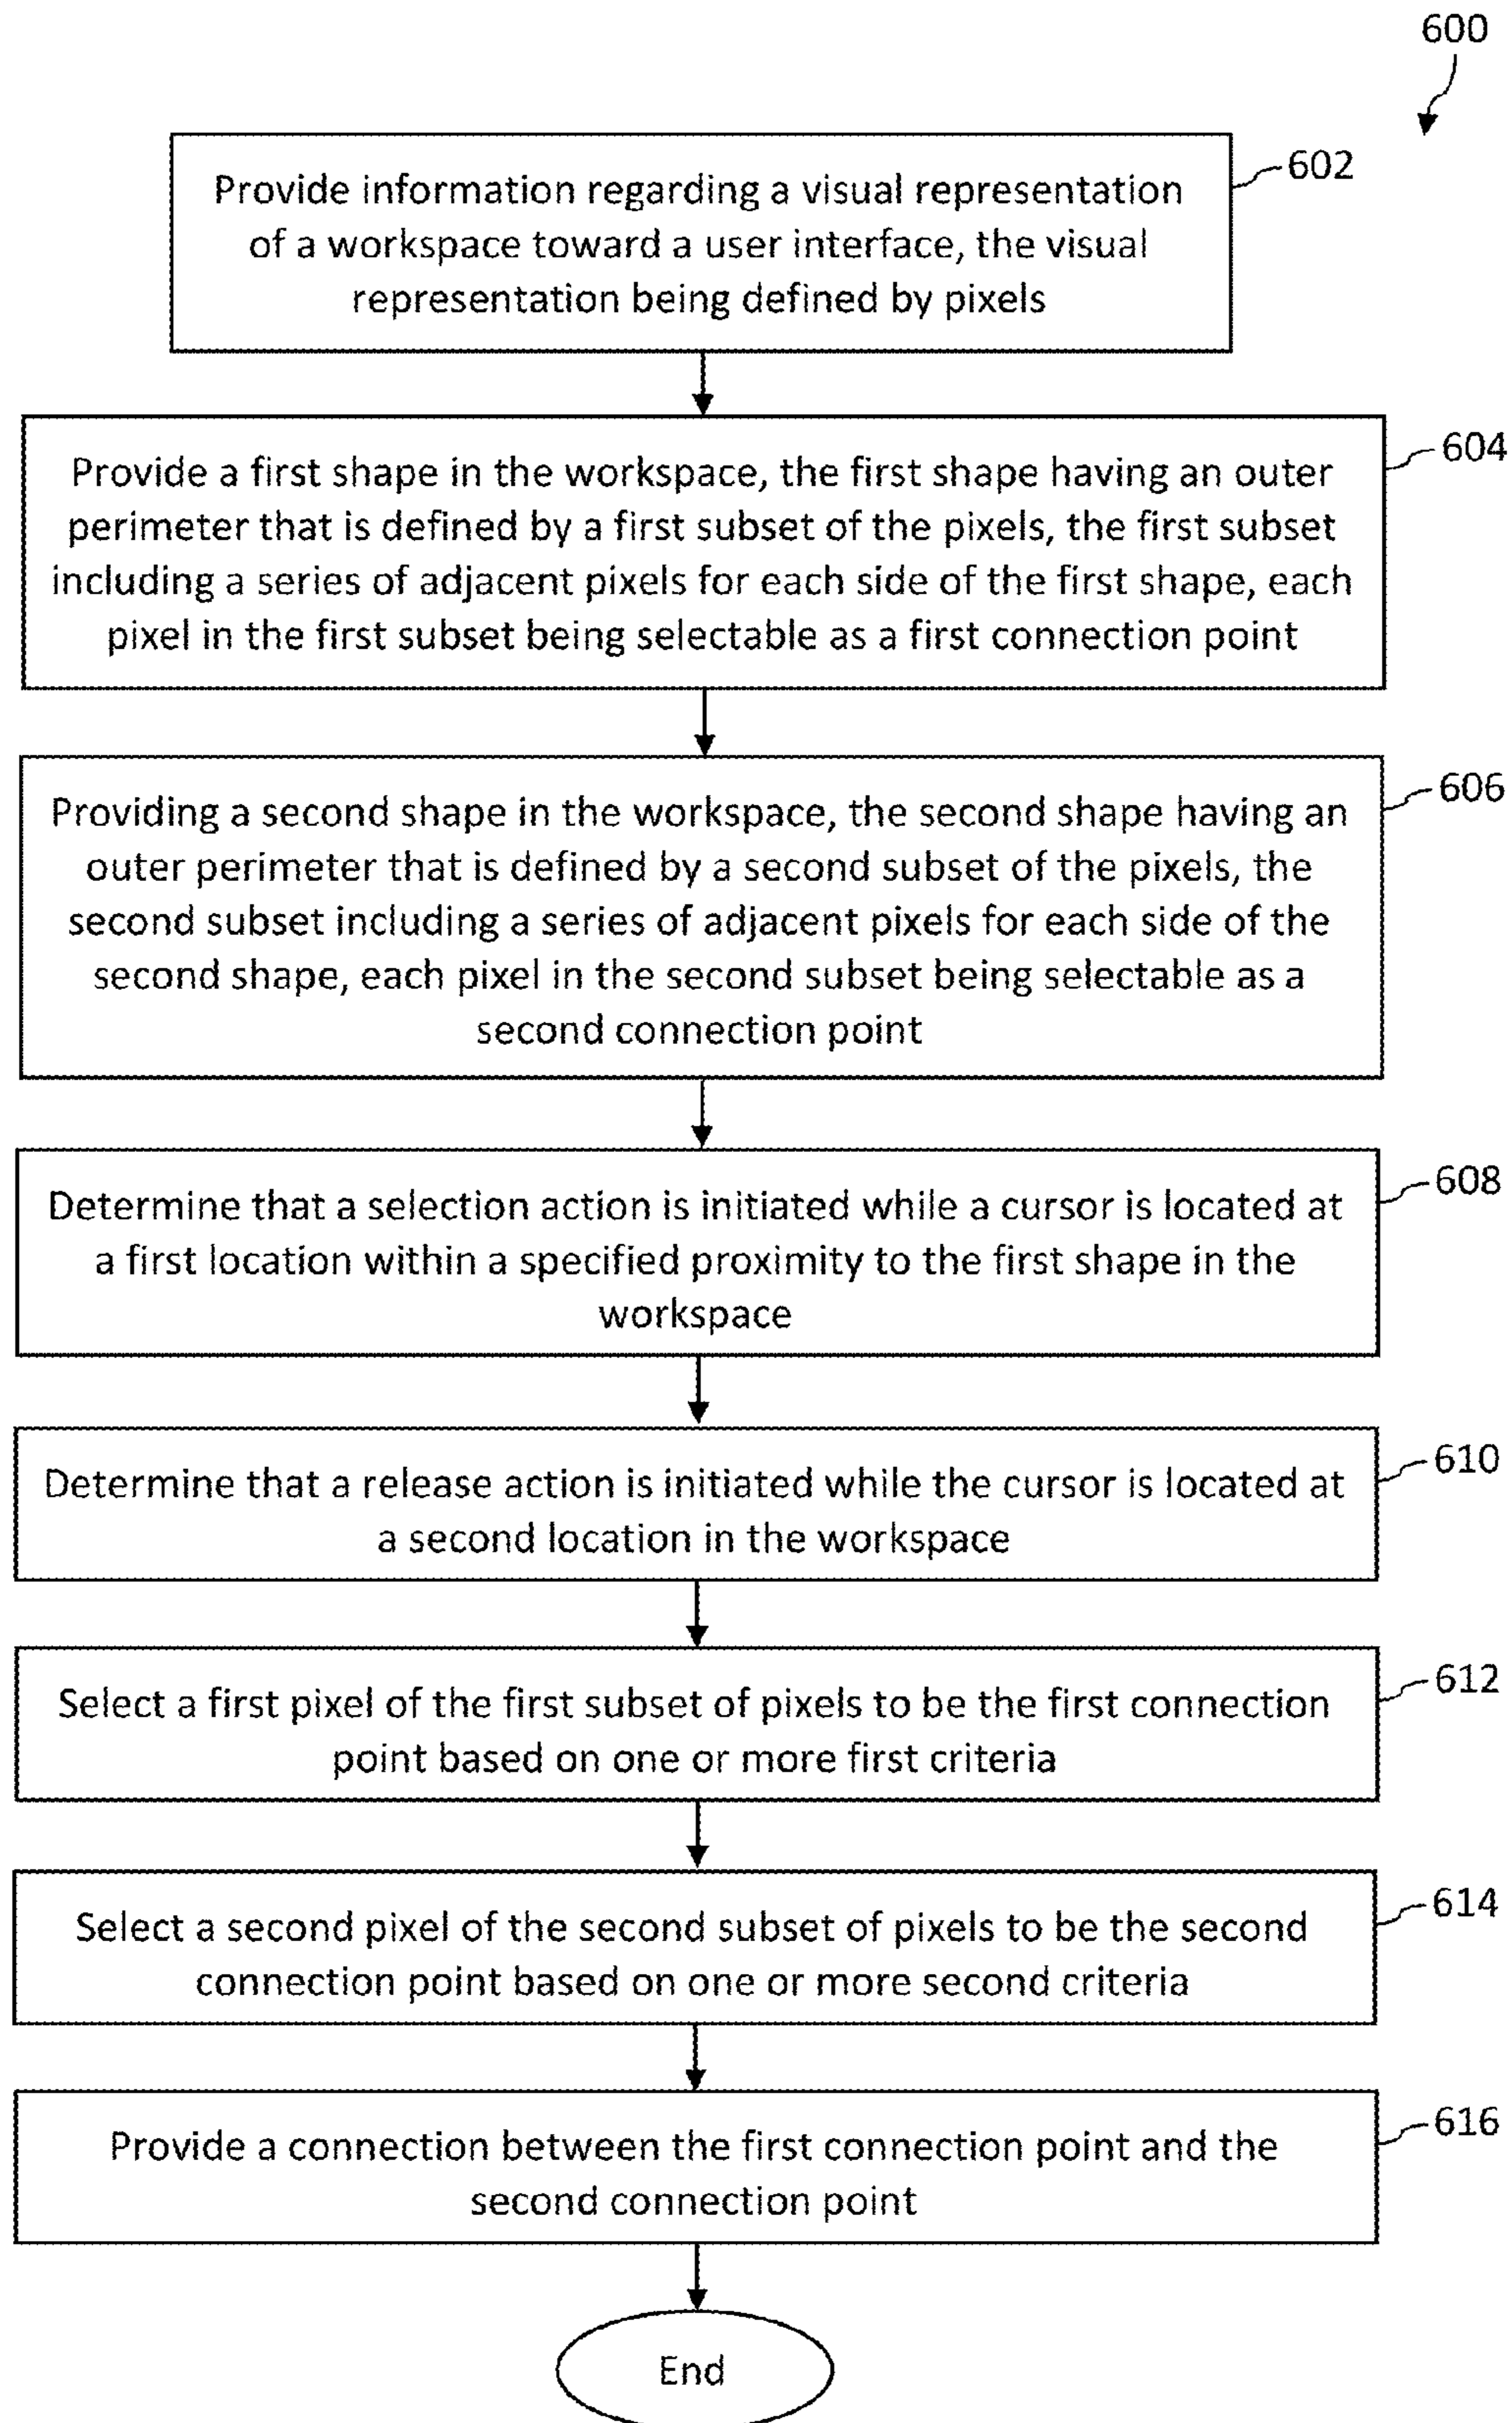 600
602
Provide information regarding a visual representation
of a workspace toward a user interface, the visual
representation being defined by pixels
604
Provide a first shape in the workspace, the first shape having an outer
perimeter that is defined by a first subset of the pixels, the first subset
including a series of adjacent pixels for each side of the first shape, each
pixel in the first subset being selectable as a first connection point
606
Providing a second shape in the workspace, the second shape having an
outer perimeter that is defined by a second subset of the pixels, the
second subset including a series of adjacent pixels for each side of the
second shape, each pixel in the second subset being selectable as a
second connection point
608
Determine that a selection action is initiated while a cursor is located at
a first location within a specified proximity to the first shape in the
workspace
610
Determine that a release action is initiated while the cursor is located at
a second location in the workspace
612
Select a first pixel of the first subset of pixels to be the first connection
point based on one or more first criteria
614
Select a second pixel of the second subset of pixels to be the second
connection point based on one or more second criteria
616
Provide a connection between the first connection point and the
second connection point
End